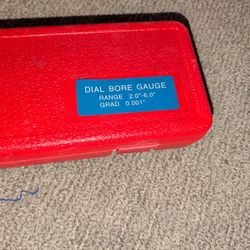 DIAL BORE GAUGE
RANGE 2.0"-6.0"
GRAD 0.001"